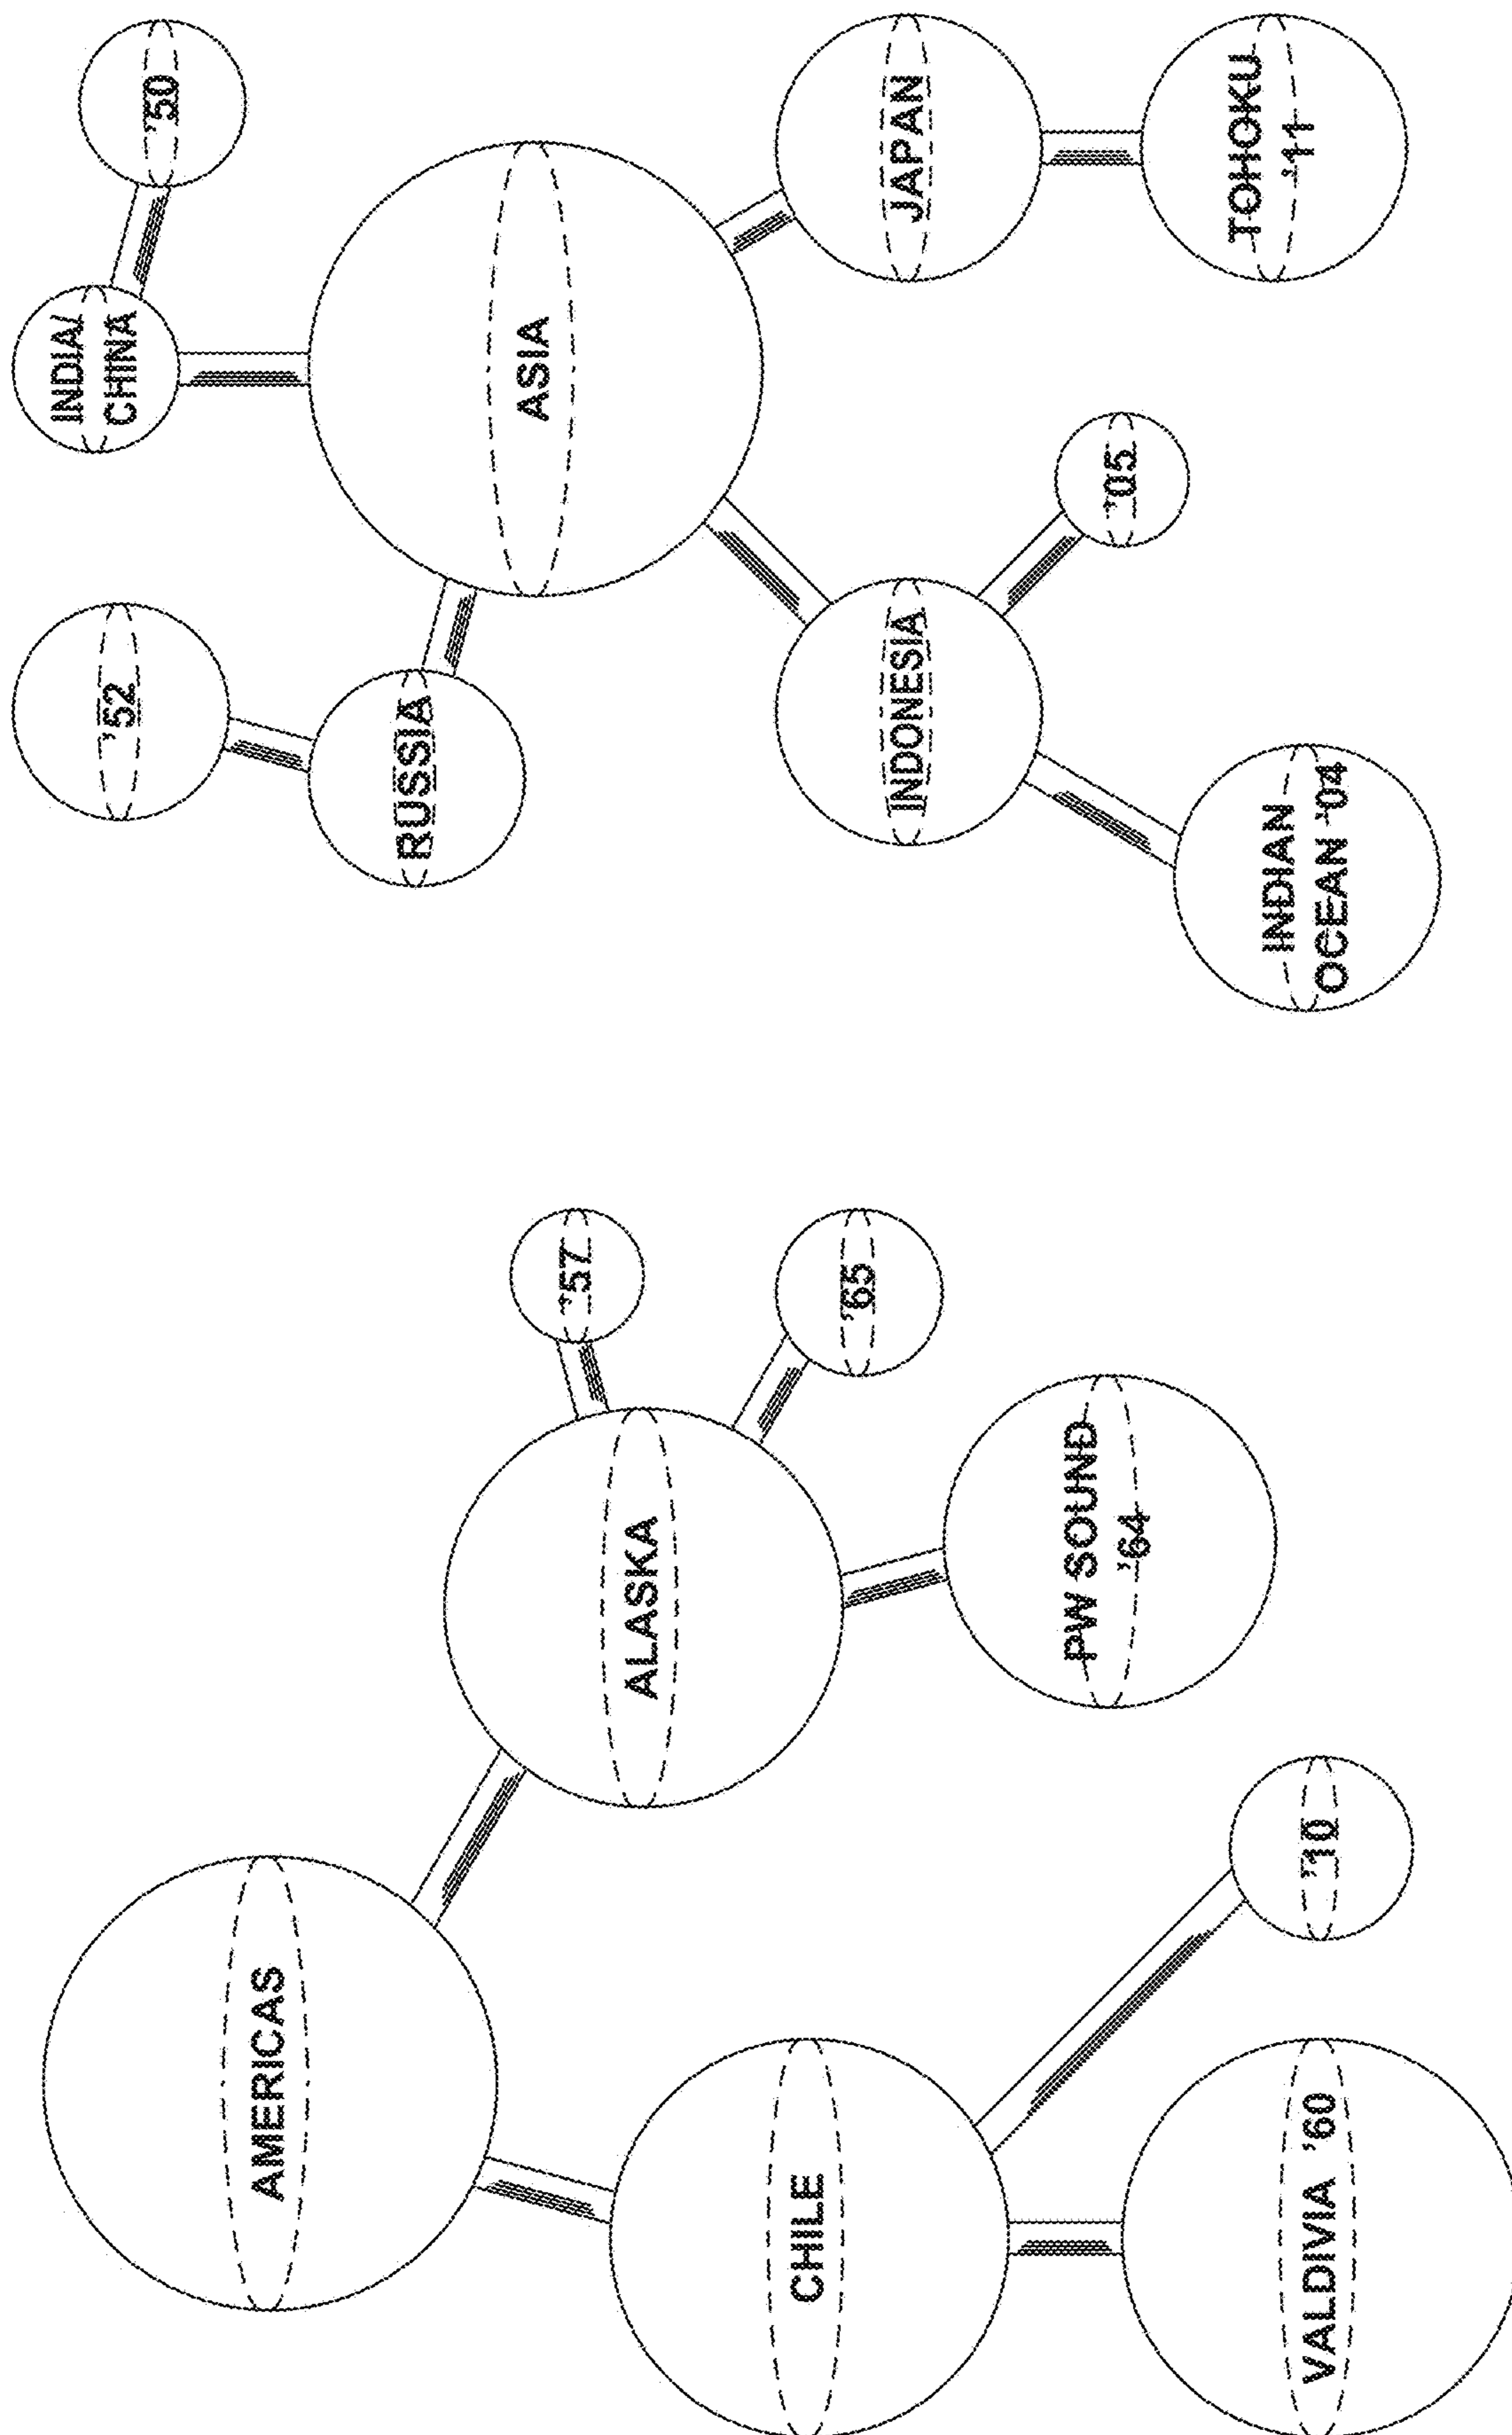 AMERICAS
CHILE
VALDIVIA '60
'10
ALASKA
'57
'65
PW SOUND
'64
ASIA
RUSSIA
'52
INDIA/
CHINA
'50
INDONESIA
'05
INDIAN
OCEAN '04
JAPAN
TOHOKU
'11